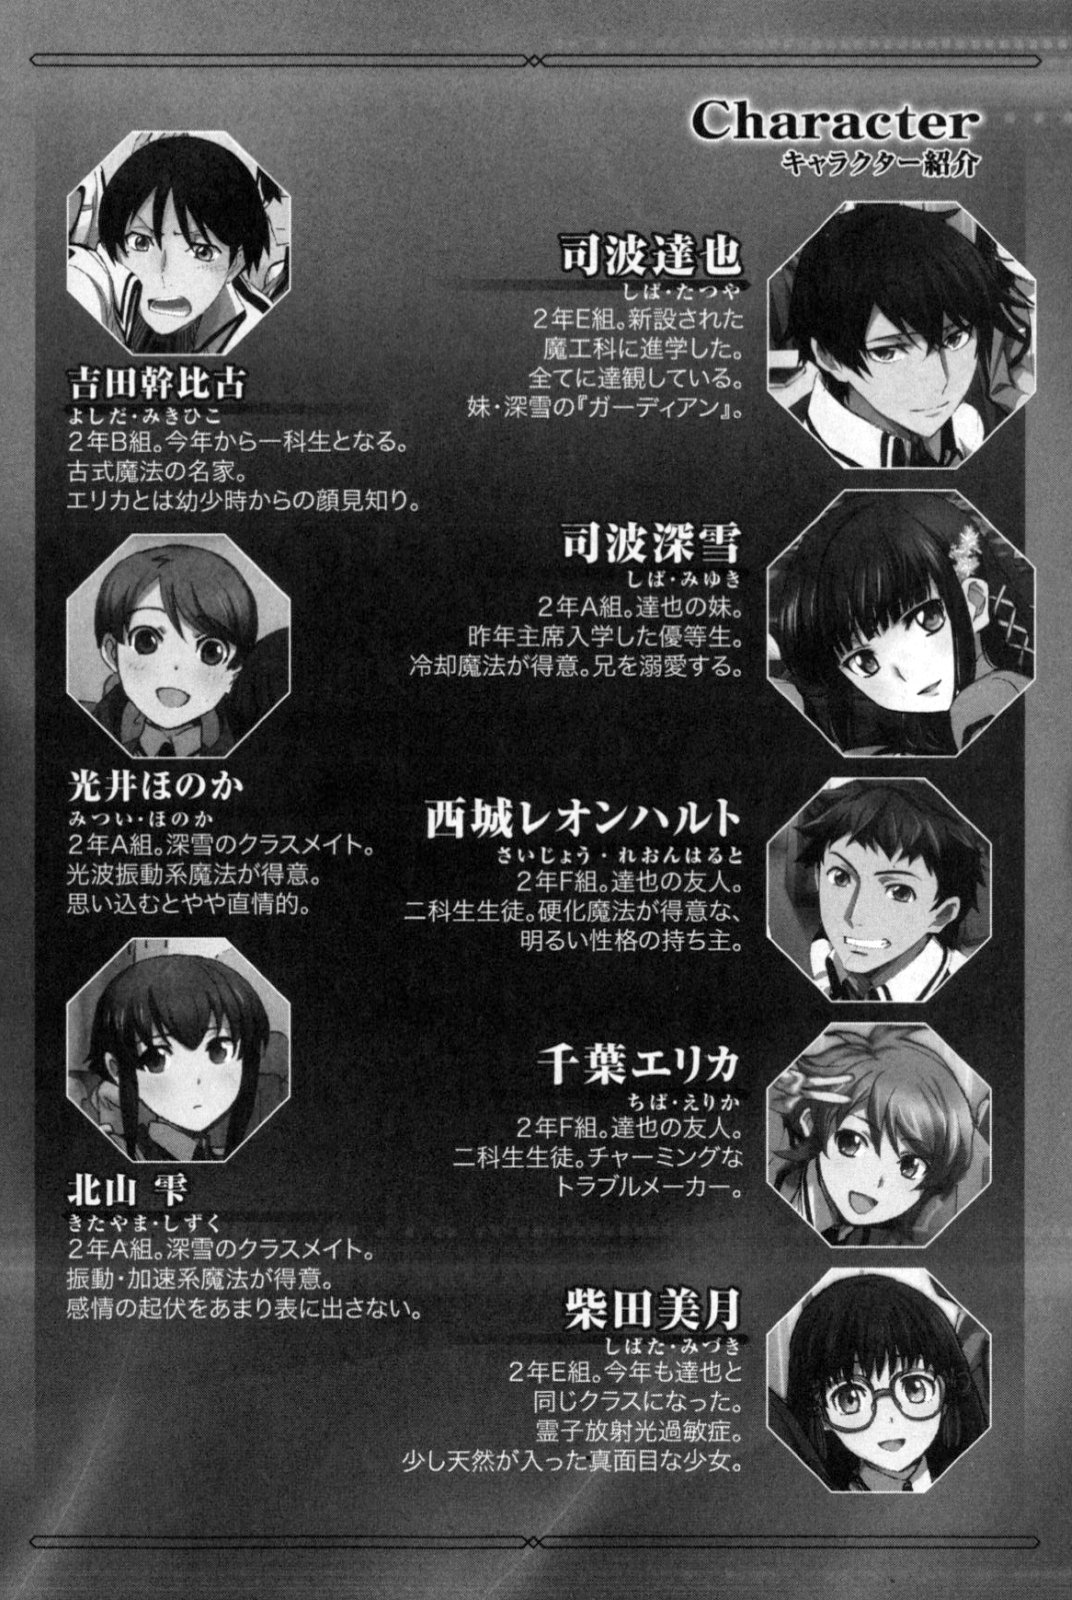 Character
キャラクター紹介
司波達也
しば・たつや
2年E組。新設された
魔工科に進学した。
全てに達観している。
妹・深雪の『ガーディアン』。
司波深雪
しば・みゆき
2年A組。達也の妹。
昨年主席入学した優等生。
冷却魔法が得意。兄を溺愛する。
西城レオンハルト
さいじょう・れおんはると
2年F組。達也の友人。
二科生生徒。硬化魔法が得意な、
明るい性格の持ち主。
千葉エリカ
ちば・えりか
2年F組。達也の友人。
二科生生徒。チャーミングな
トラブルメーカー。
柴田美月
しばた・みづき
2年E組。今年も達也と
同じクラスになった。
霊子放射光過敏症。
少し天然が入った真面目な少女。
吉田幹比古
よしだ・みきひこ
2年B組。今年から一科生となる。
古式魔法の名家。
エリカとは幼少時からの顔見知り。
光井ほのか
みつい・ほのか
2年A組。深雪のクラスメイト。
光波振動系魔法が得意。
思い込むとやや直情的。
北山 雫
きたやま・しずく
2年A組。深雪のクラスメイト。
振動・加速系魔法が得意。
感情の起伏をあまり表に出さない。